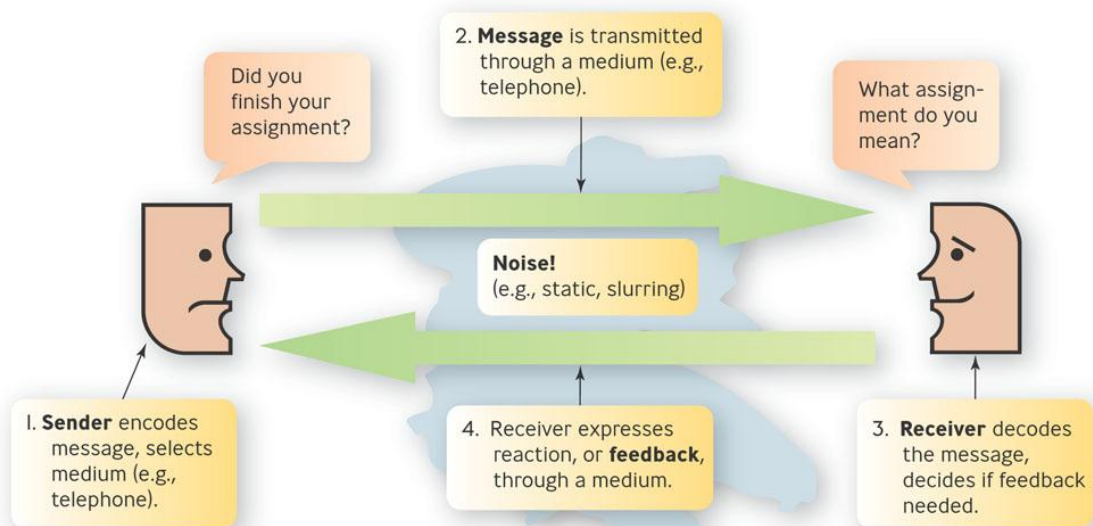 2. Message is transmitted
through a medium (e.g.,
telephone).
Did you
finish your
assignment?
What assign-
ment do you
mean?
Noise!
(e.g., static, slurring)
1. Sender encodes
message, selects
medium (e.g.,
telephone).
4. Receiver expresses
reaction, or feedback,
through a medium.
3. Receiver decodes
the message,
decides if feedback
needed.